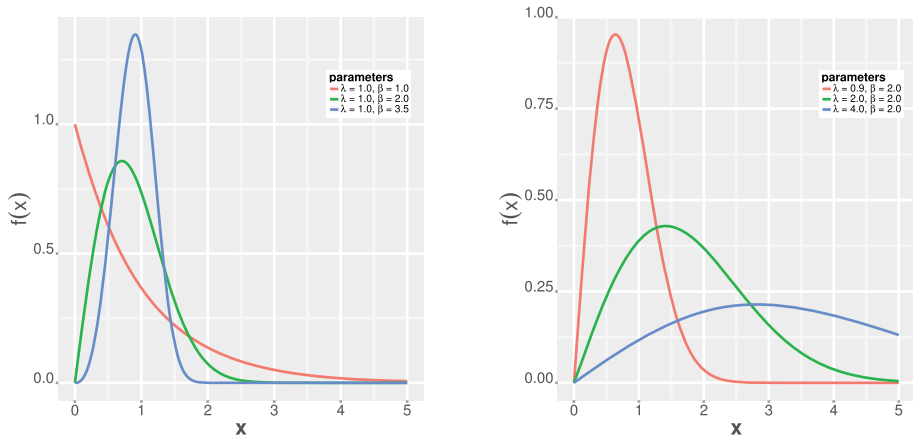 parameters
λ = 1.0, β = 1.0
λ = 1.0, β = 2.0
λ = 1.0, β = 3.5
1.0
0.5
0.0
f(x)
0 1 2 3 4 5
x
parameters
λ = 0.9, β = 2.0
λ = 2.0, β = 2.0
λ = 4.0, β = 2.0
1.00
0.75
0.50
0.25
0.00
f(x)
0 1 2 3 4 5
x